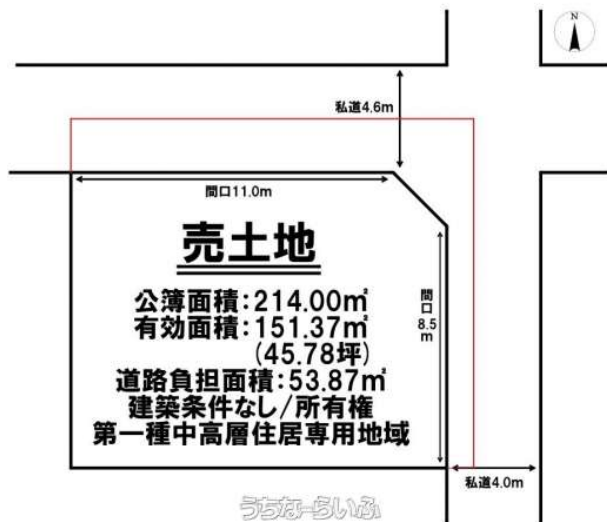 N
私道4.6m
間口11.0m
売土地
間口
8.5
m
公簿面積:214.00㎡
有効面積:151.37㎡
(45.78坪)
道路負担面積:53.87㎡
建築条件なし/所有権
第一種中高層住居専用地域
私道4.0m
うちなーらいふ